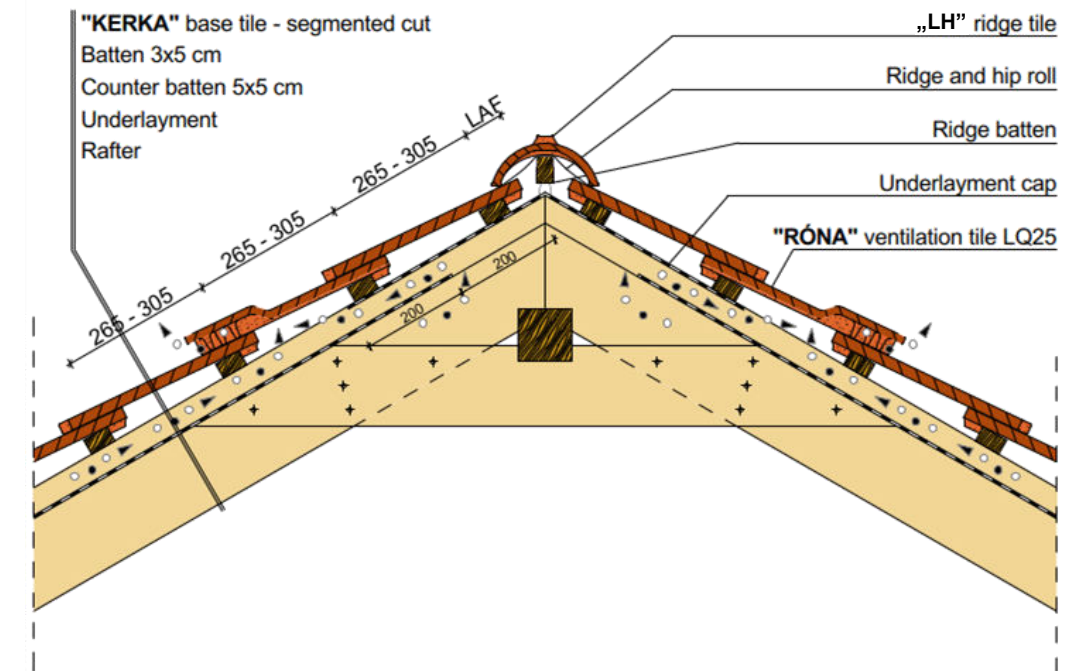 "KERKA" base tile - segmented cut
Batten 3x5 cm
Counter batten 5x5 cm
Underlayment
Rafter
„LH” ridge tile
Ridge and hip roll
Ridge batten
Underlayment cap
"RÓNA" ventilation tile LQ25
LAF
265 - 305
265 - 305
265 - 305
200
200